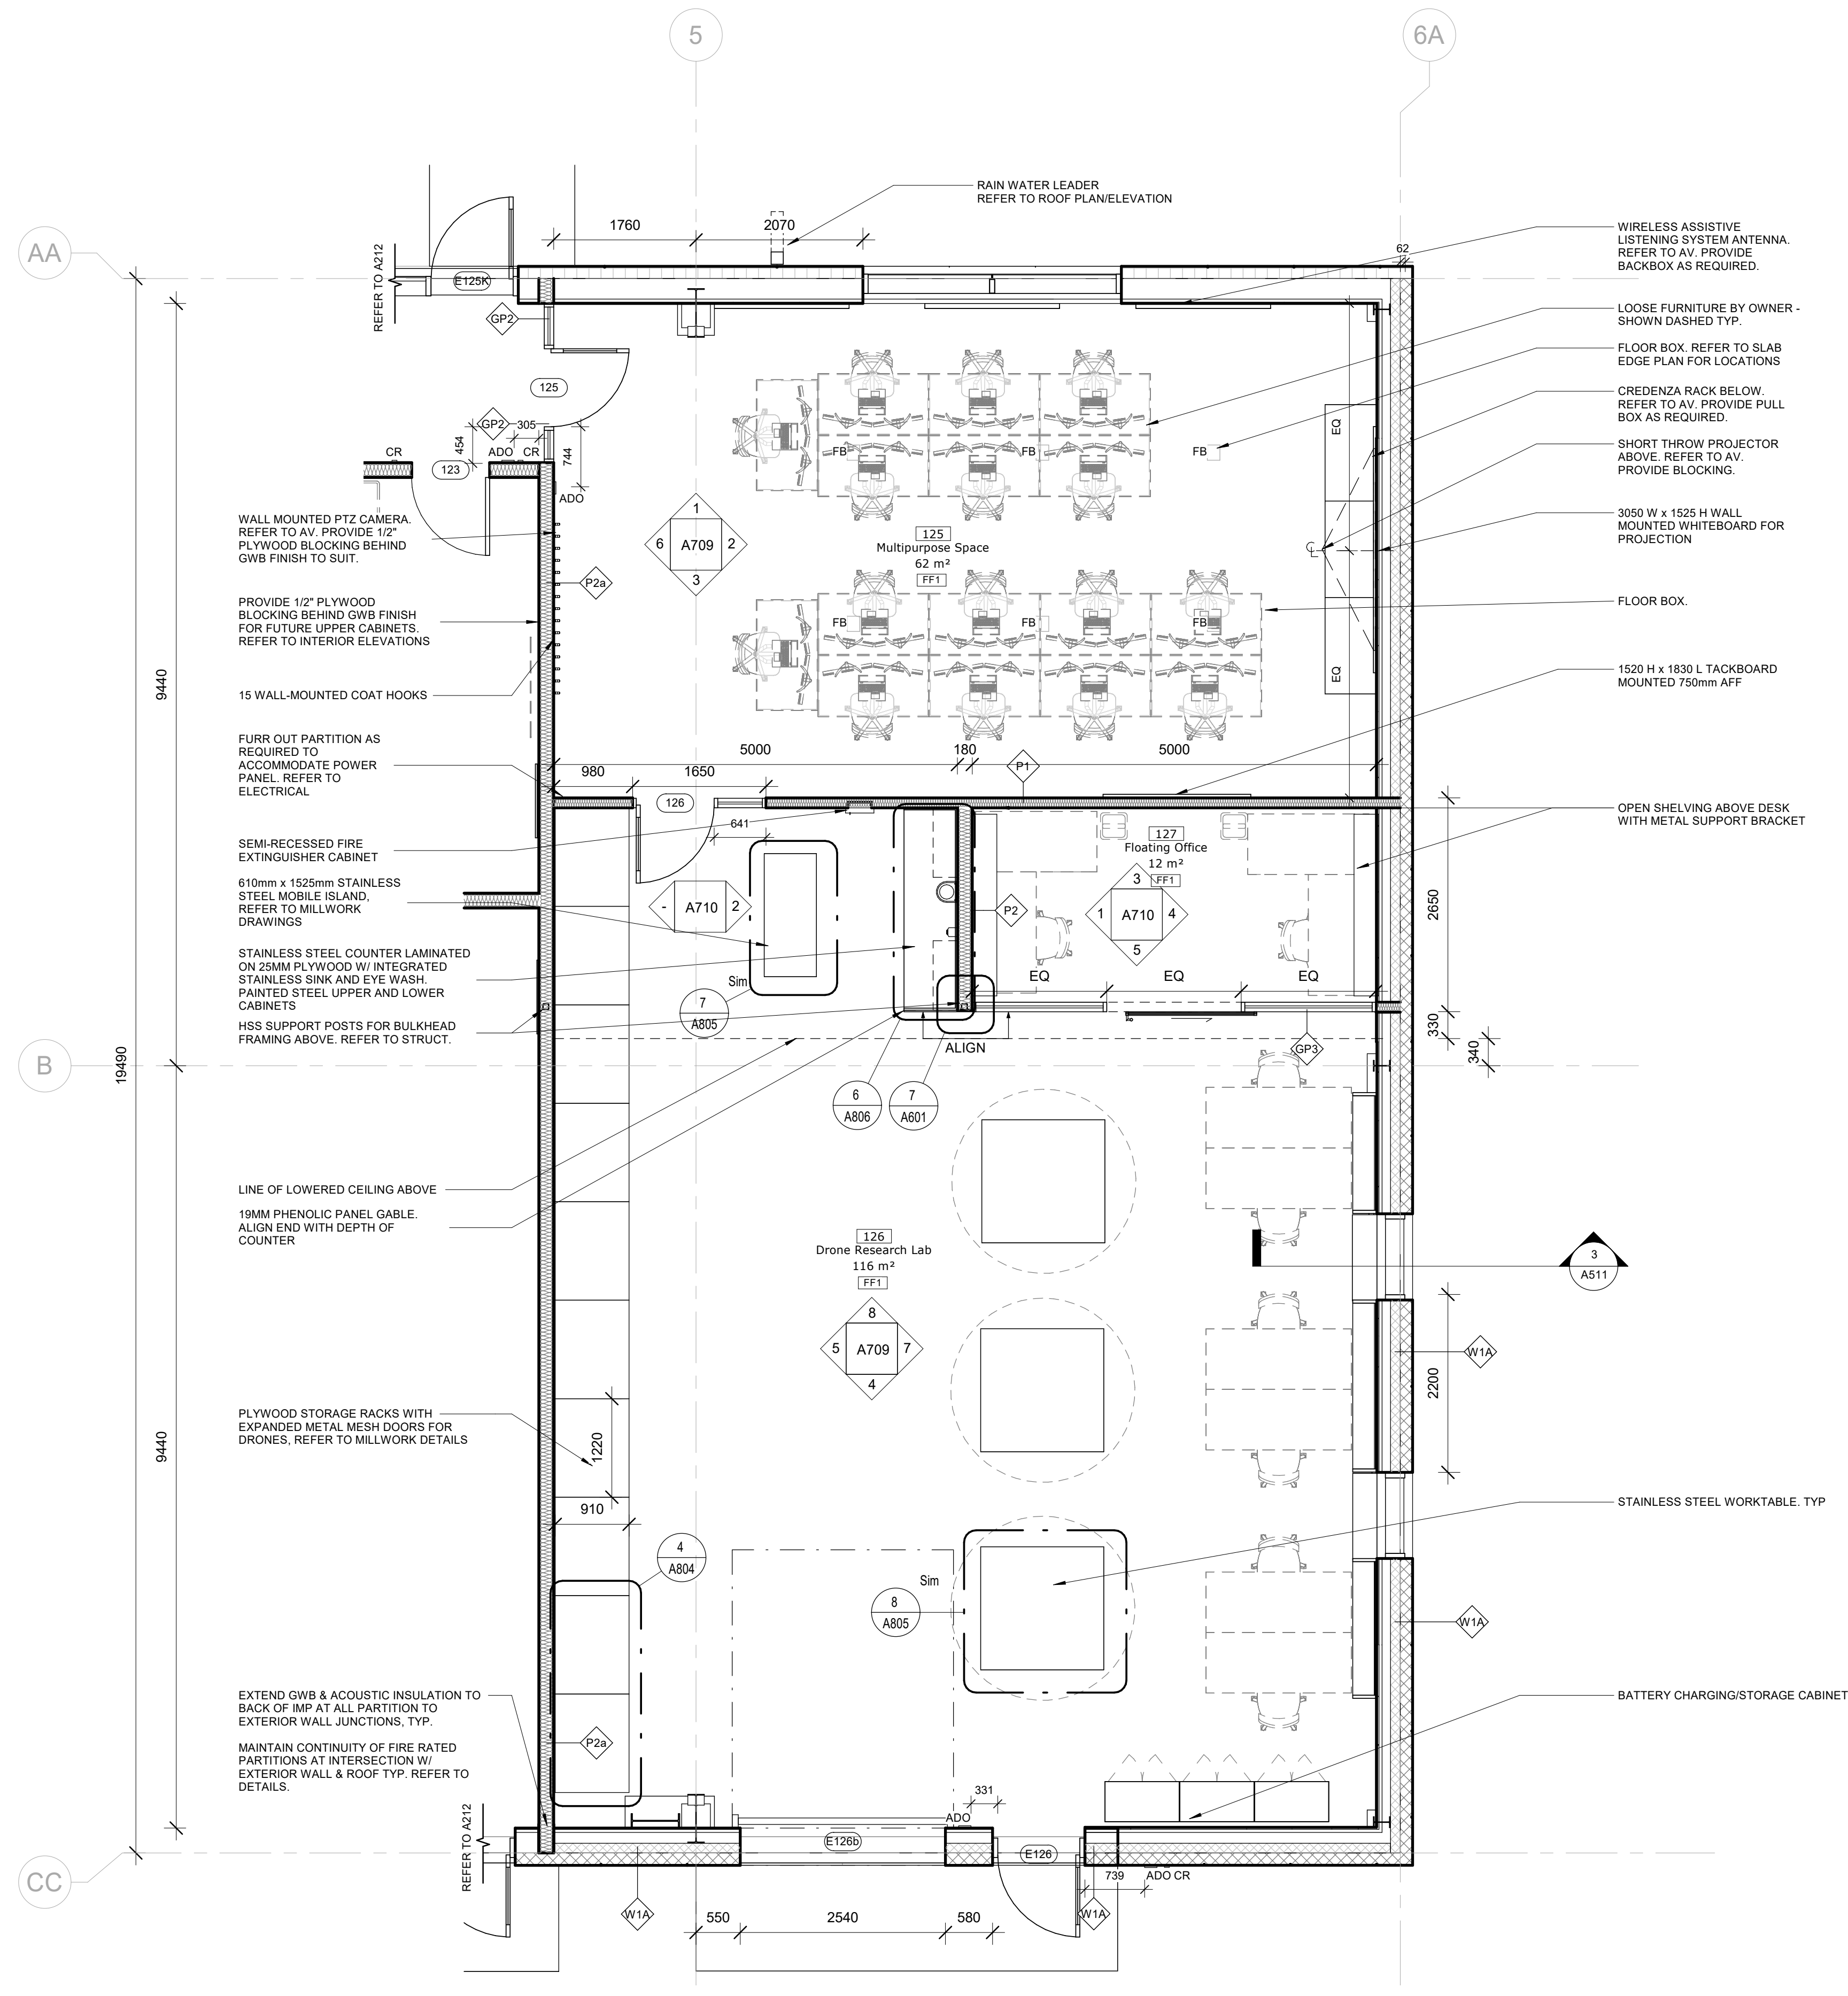 5
6A
AA
B
CC
RAIN WATER LEADER
REFER TO ROOF PLAN/ELEVATION
1760
2070
62
REFER TO A212
E125K
GP2
125
GP2
305
454
744
CR
123
ADO
CR
ADO
WIRELESS ASSISTIVE
LISTENING SYSTEM ANTENNA.
REFER TO AV. PROVIDE
BACKBOX AS REQUIRED.
LOOSE FURNITURE BY OWNER -
SHOWN DASHED TYP.
FLOOR BOX. REFER TO SLAB
EDGE PLAN FOR LOCATIONS
CREDENZA RACK BELOW.
REFER TO AV. PROVIDE PULL
BOX AS REQUIRED.
SHORT THROW PROJECTOR
ABOVE. REFER TO AV.
PROVIDE BLOCKING.
3050 W x 1525 H WALL
MOUNTED WHITEBOARD FOR
PROJECTION
FLOOR BOX.
1520 H x 1830 L TACKBOARD
MOUNTED 750mm AFF
OPEN SHELVING ABOVE DESK
WITH METAL SUPPORT BRACKET
WALL MOUNTED PTZ CAMERA.
REFER TO AV. PROVIDE 1/2"
PLYWOOD BLOCKING BEHIND
GWB FINISH TO SUIT.
PROVIDE 1/2" PLYWOOD
BLOCKING BEHIND GWB FINISH
FOR FUTURE UPPER CABINETS.
REFER TO INTERIOR ELEVATIONS
15 WALL-MOUNTED COAT HOOKS
FURR OUT PARTITION AS
REQUIRED TO
ACCOMMODATE POWER
PANEL. REFER TO
ELECTRICAL
SEMI-RECESSED FIRE
EXTINGUISHER CABINET
610mm x 1525mm STAINLESS
STEEL MOBILE ISLAND,
REFER TO MILLWORK
DRAWINGS
STAINLESS STEEL COUNTER LAMINATED
ON 25MM PLYWOOD W/ INTEGRATED
STAINLESS SINK AND EYE WASH.
PAINTED STEEL UPPER AND LOWER
CABINETS
HSS SUPPORT POSTS FOR BULKHEAD
FRAMING ABOVE. REFER TO STRUCT.
LINE OF LOWERED CEILING ABOVE
19MM PHENOLIC PANEL GABLE.
ALIGN END WITH DEPTH OF
COUNTER
PLYWOOD STORAGE RACKS WITH
EXPANDED METAL MESH DOORS FOR
DRONES, REFER TO MILLWORK DETAILS
EXTEND GWB & ACOUSTIC INSULATION TO
BACK OF IMP AT ALL PARTITION TO
EXTERIOR WALL JUNCTIONS, TYP.
MAINTAIN CONTINUITY OF FIRE RATED
PARTITIONS AT INTERSECTION W/
EXTERIOR WALL & ROOF TYP. REFER TO
DETAILS.
FB
FB
FB
1
6 A709 2
3
125
Multipurpose Space
62 m²
FF1
P2a
FB
FB
FB
EQ
CL
EQ
5000
180
5000
980
1650
P1
126
641
127
Floating Office
12 m²
FF1
3
1 A710 4
5
- A710 2
P2
Sim
7
A805
EQ
EQ
EQ
ALIGN
GP3
6
A806
7
A601
2650
330
340
9440
19490
9440
126
Drone Research Lab
116 m²
FF1
8
5 A709 7
4
3
A511
W1A
2200
1220
910
STAINLESS STEEL WORKTABLE. TYP
4
A804
Sim
8
A805
W1A
BATTERY CHARGING/STORAGE CABINET
P2a
REFER TO A212
331
ADO
E126b
E126
739
ADO CR
W1A
W1A
550
2540
580